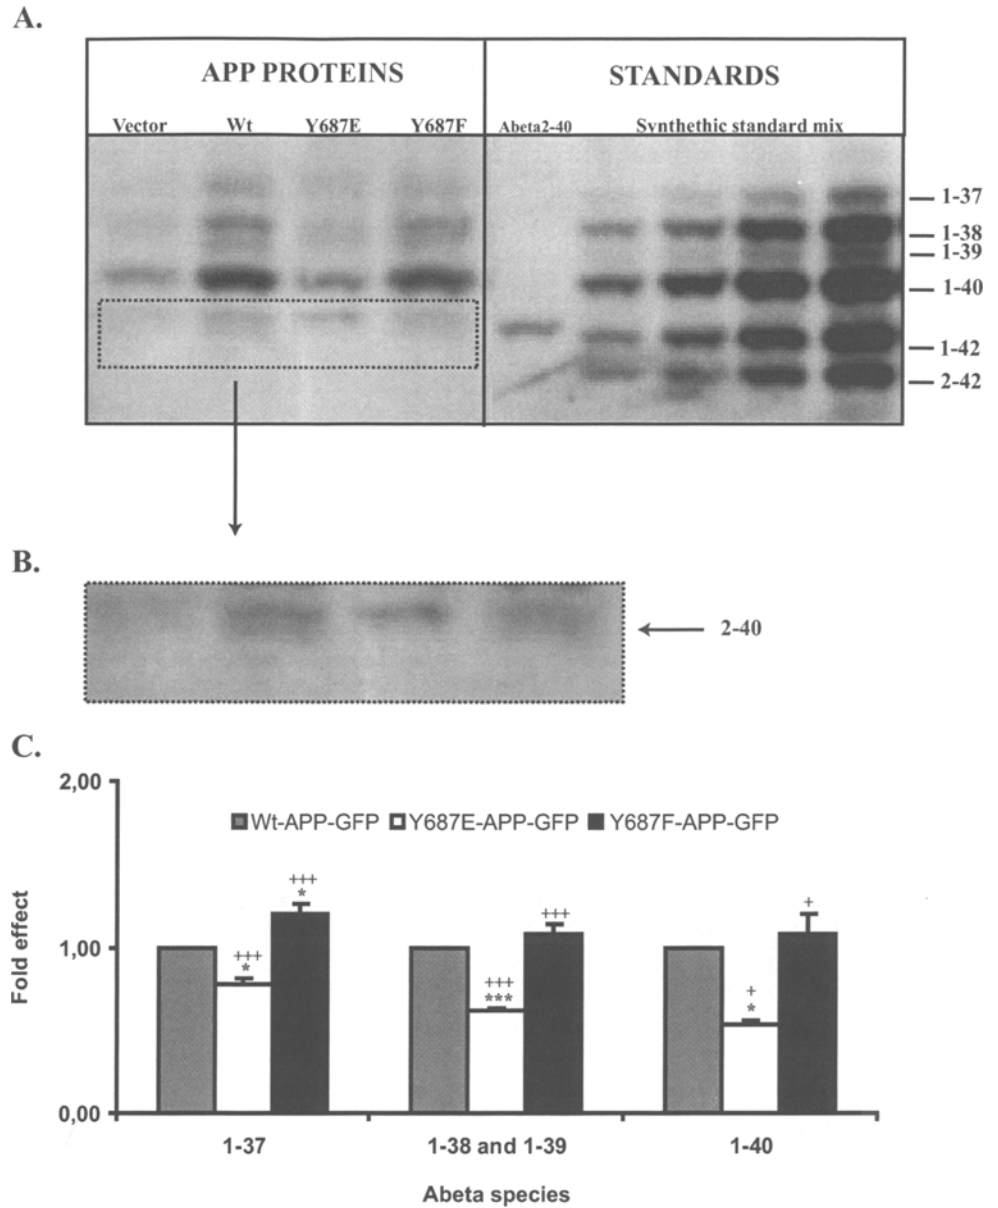 A.
APP PROTEINS
STANDARDS
Vector Wt Y687E Y687F
Abeta2-40 Synthethic standard mix
1-37
1-38
1-39
1-40
1-42
2-42
B.
2-40
C.
2,00
1,00
0,00
Fold effect
Wt-APP-GFP Y687E-APP-GFP Y687F-APP-GFP
+++
*
+++
*
+++
***
+++
+
*
+
1-37 1-38 and 1-39 1-40
Abeta species